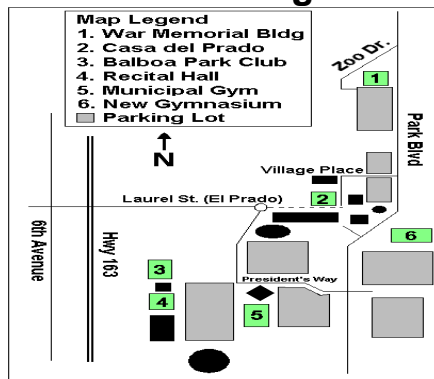 Map Legend
1. War Memorial Bldg
2. Casa del Prado
3. Balboa Park Club
4. Recital Hall
5. Municipal Gym
6. New Gymnasium
Parking Lot
Zoo Dr.
1
Park Blvd
N
Village Place
Laurel St. (El Prado)
2
6th Avenue
Hwy 163
6
3
President's Way
4
5